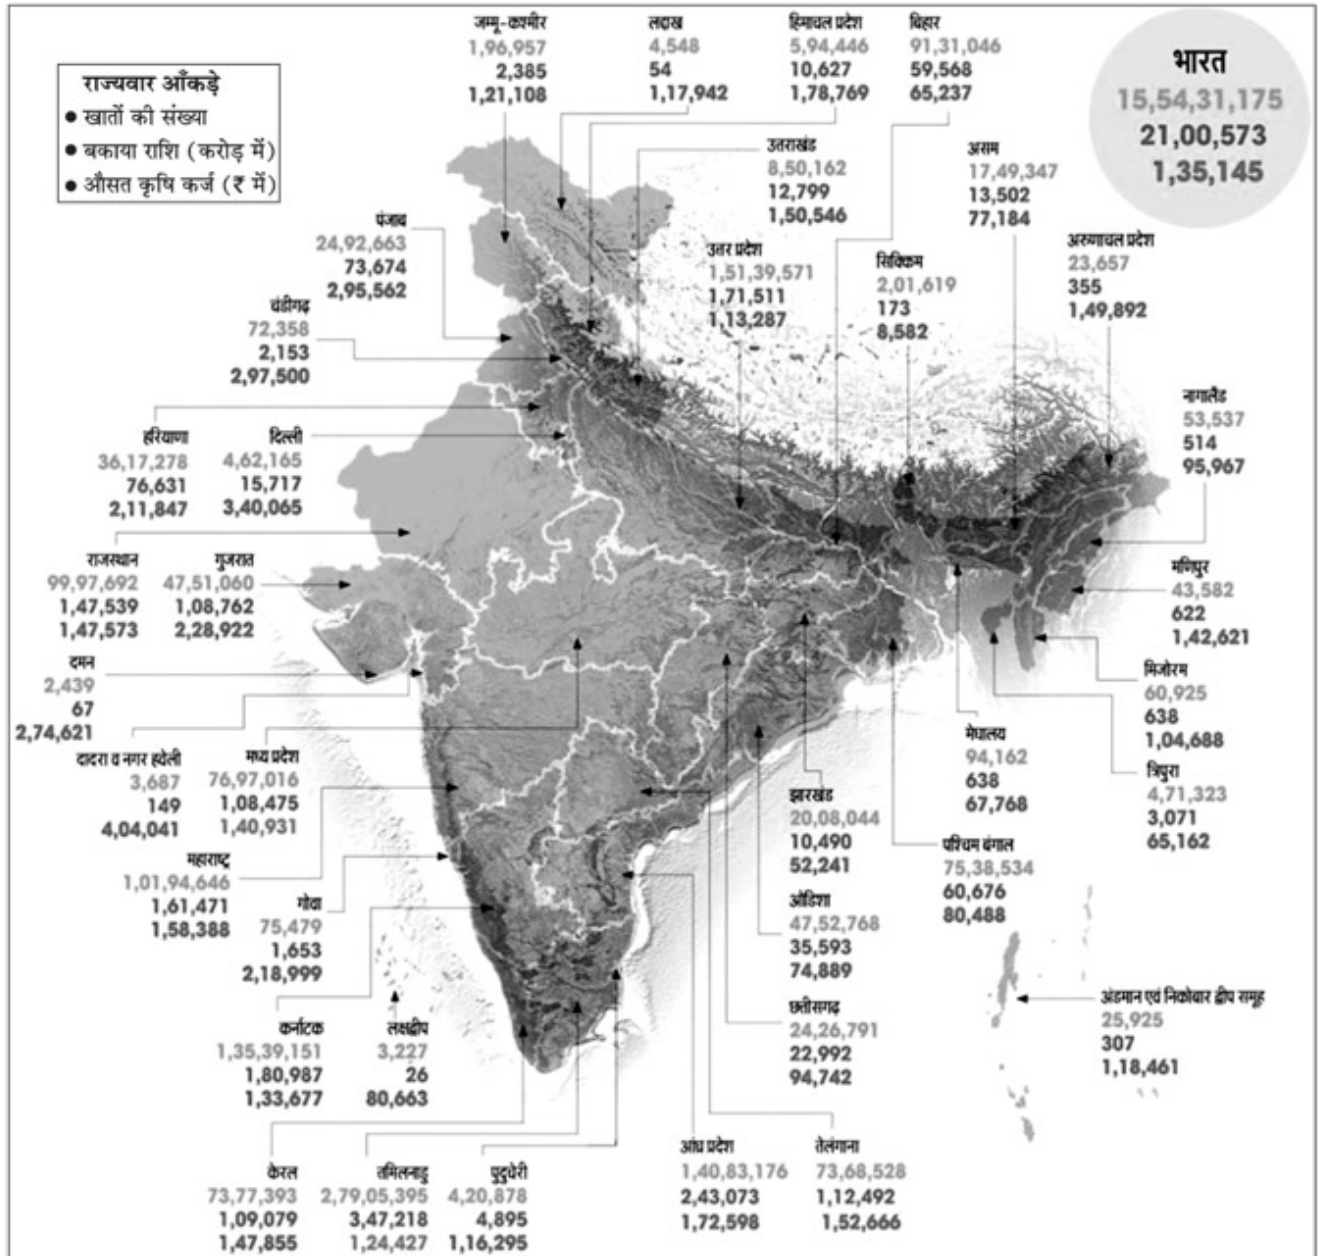 जम्मू-कश्मीर
1,96,957
2,385
1,21,108
लद्दाख
4,548
54
1,17,942
हिमाचल प्रदेश
5,94,446
10,627
1,78,769
बिहार
91,31,046
59,568
65,237
भारत
15,54,31,175
21,00,573
1,35,145
राज्यवार आँकड़े
● खातों की संख्या
● बकाया राशि (करोड़ में)
● औसत कृषि कर्ज (₹ में)
उत्तराखंड
8,50,162
12,799
1,50,546
असम
17,49,347
13,502
77,184
पंजाब
24,92,663
73,674
2,95,562
उत्तर प्रदेश
1,51,39,571
1,71,511
1,13,287
सिक्किम
2,01,619
173
8,582
अरुणाचल प्रदेश
23,657
355
1,49,892
चंडीगढ़
72,358
2,153
2,97,500
नागालैंड
53,537
514
95,967
हरियाणा
36,17,278
76,631
2,11,847
दिल्ली
4,62,165
15,717
3,40,065
राजस्थान
99,97,692
1,47,539
1,47,573
गुजरात
47,51,060
1,08,762
2,28,922
मणिपुर
43,582
622
1,42,621
दमन
2,439
67
2,74,621
मिजोरम
60,925
638
1,04,688
दादरा व नगर हवेली
3,687
149
4,04,041
मध्य प्रदेश
76,97,016
1,08,475
1,40,931
मेघालय
94,162
638
67,768
त्रिपुरा
4,71,323
3,071
65,162
झारखंड
20,08,044
10,490
52,241
पश्चिम बंगाल
75,38,534
60,676
80,488
महाराष्ट्र
1,01,94,646
1,61,471
1,58,388
गोवा
75,479
1,653
2,18,999
ओडिशा
47,52,768
35,593
74,889
छत्तीसगढ़
24,26,791
22,992
94,742
अंडमान एवं निकोबार द्वीप समूह
25,925
307
1,18,461
कर्नाटक
1,35,39,151
1,80,987
1,33,677
लक्षद्वीप
3,227
26
80,663
केरल
73,77,393
1,09,079
1,47,855
तमिलनाडु
2,79,05,395
3,47,218
1,24,427
पुदुचेरी
4,20,878
4,895
1,16,295
आंध्र प्रदेश
1,40,83,176
2,43,073
1,72,598
तेलंगाना
73,68,528
1,12,492
1,52,666